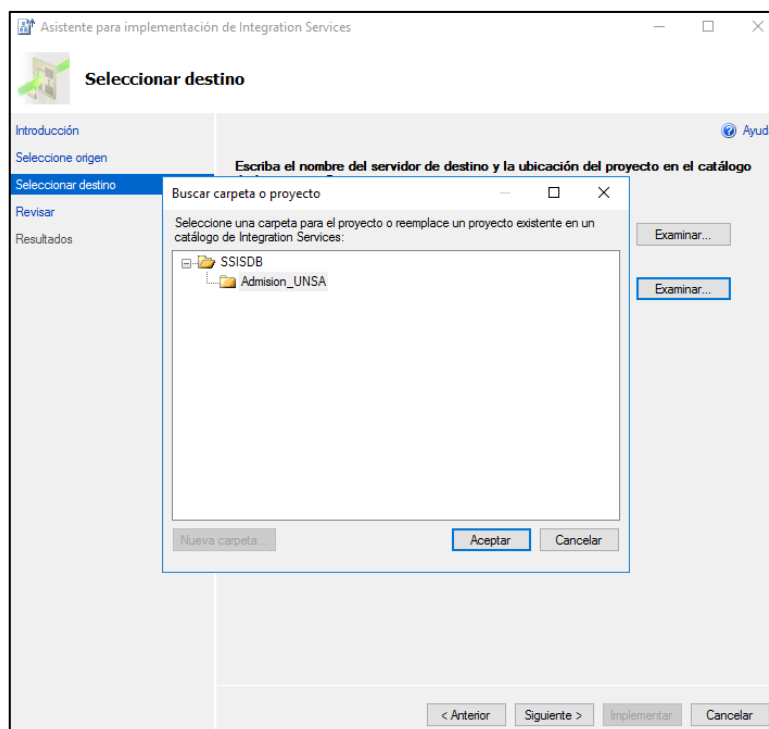 Asistente para implementación de Integration Services
Seleccionar destino
Introducción
Seleccione origen
Seleccionar destino
Revisar
Resultados
Ayud
Escriba el nombre del servidor de destino y la ubicación del proyecto en el catálogo
Buscar carpeta o proyecto
Seleccione una carpeta para el proyecto o reemplace un proyecto existente en un
catálogo de Integration Services:
SSISDB
Admision_UNSA
Nueva carpeta...
Aceptar
Cancelar
Examinar...
Examinar...
< Anterior
Siguiente >
Implementar
Cancelar